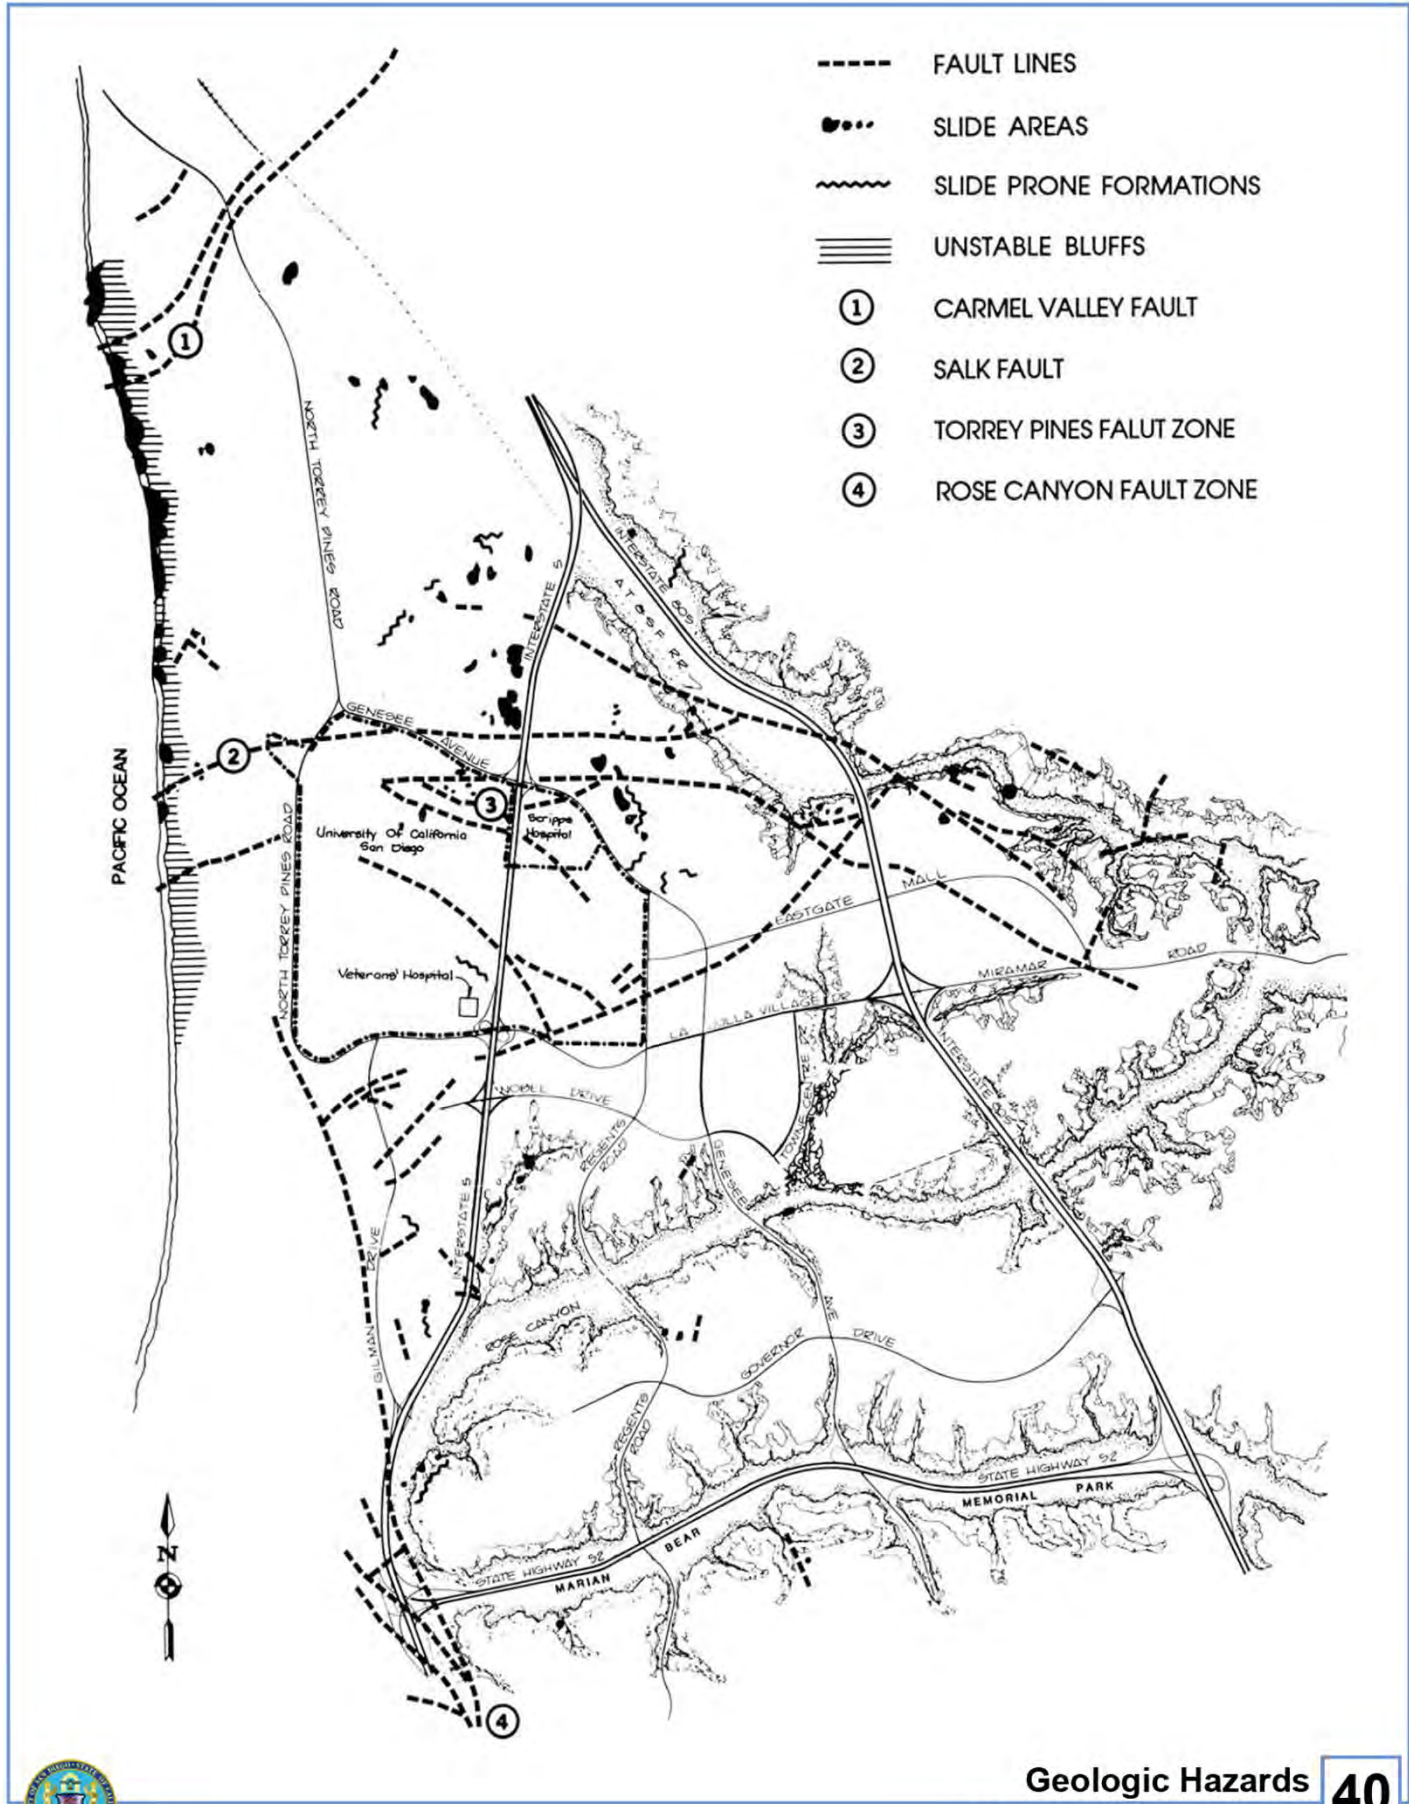 FAULT LINES
SLIDE AREAS
SLIDE PRONE FORMATIONS
UNSTABLE BLUFFS
1 CARMEL VALLEY FAULT
2 SALK FAULT
3 TORREY PINES FALUT ZONE
4 ROSE CANYON FAULT ZONE
1
NORTH TORREY PINES ROAD
INTERSTATE 5
INTERSTATE 805
A T & S F RR
GENESEE AVENUE
2
PACIFIC OCEAN
3
University Of California
San Diego
Scripps
Hospital
NORTH TORREY PINES ROAD
EASTGATE MALL
MIRAMAR ROAD
Veterans' Hospital
LA JOLLA VILLAGE DR
INTERSTATE
NOBEL DRIVE
TOWNE CENTRE DR
REGENTS
ROAD
GENESEE AVE
INTERSTATE 5
GILMAN DRIVE
ROSE CANYON
GOVERNOR DRIVE
REGENTS
ROAD
STATE HIGHWAY 52
MARIAN BEAR MEMORIAL PARK
STATE HIGHWAY 52
N
4
Geologic Hazards
40